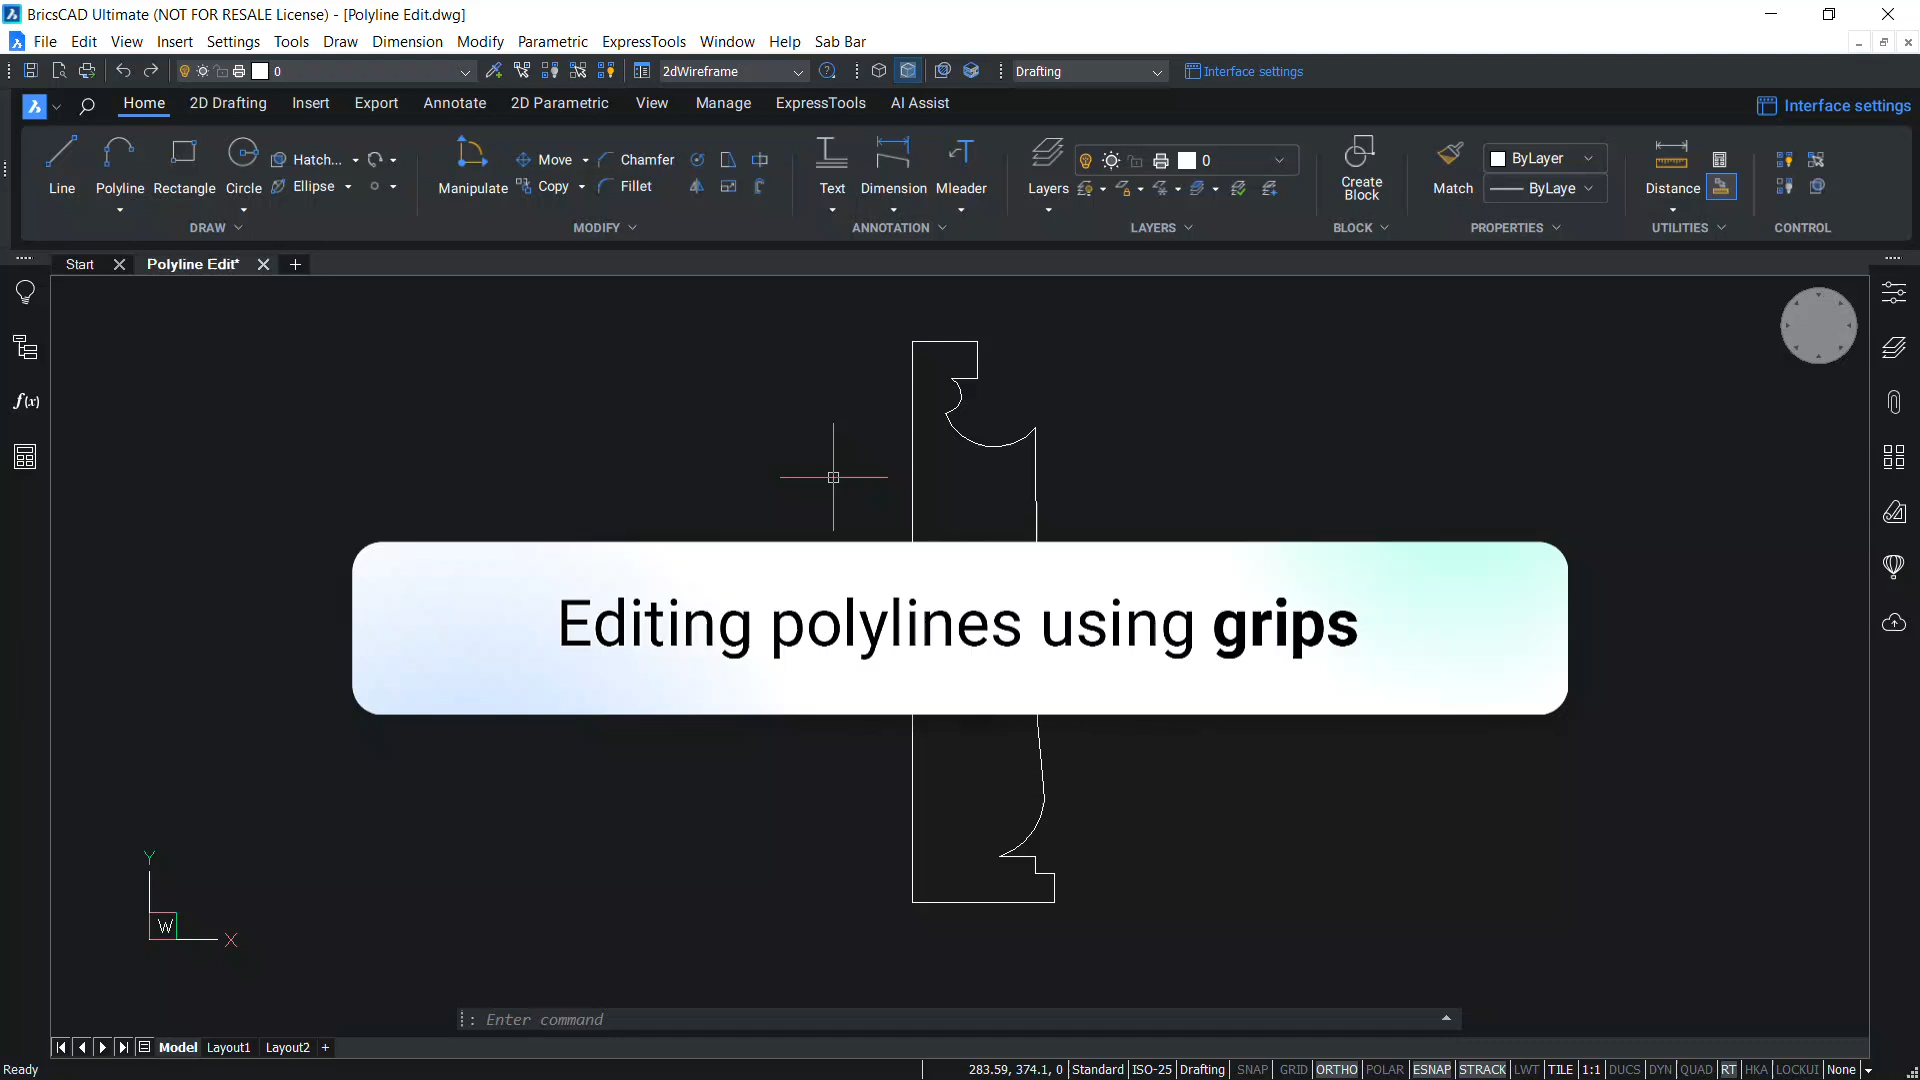 BricsCAD Ultimate (NOT FOR RESALE License) - [Polyline Edit.dwg]
File Edit View Insert Settings Tools Draw Dimension Modify Parametric ExpressTools Window Help Sab Bar
0 2dWireframe Drafting Interface settings
Home 2D Drafting Insert Export Annotate 2D Parametric View Manage ExpressTools AI Assist Interface settings
Hatch... Move Chamfer 0 ByLayer
Line Polyline Rectangle Circle Ellipse Manipulate Copy Fillet Text Dimension Mleader Layers Create Block Match ByLaye Distance
DRAW MODIFY ANNOTATION LAYERS BLOCK PROPERTIES UTILITIES CONTROL
Start Polyline Edit*
f(x)
Editing polylines using grips
Y
W
X
: Enter command
Model Layout1 Layout2 +
Ready 283.59, 374.1, 0 Standard ISO-25 Drafting SNAP GRID ORTHO POLAR ESNAP STRACK LWT TILE 1:1 DUCS DYN QUAD RT HKA LOCKUI None